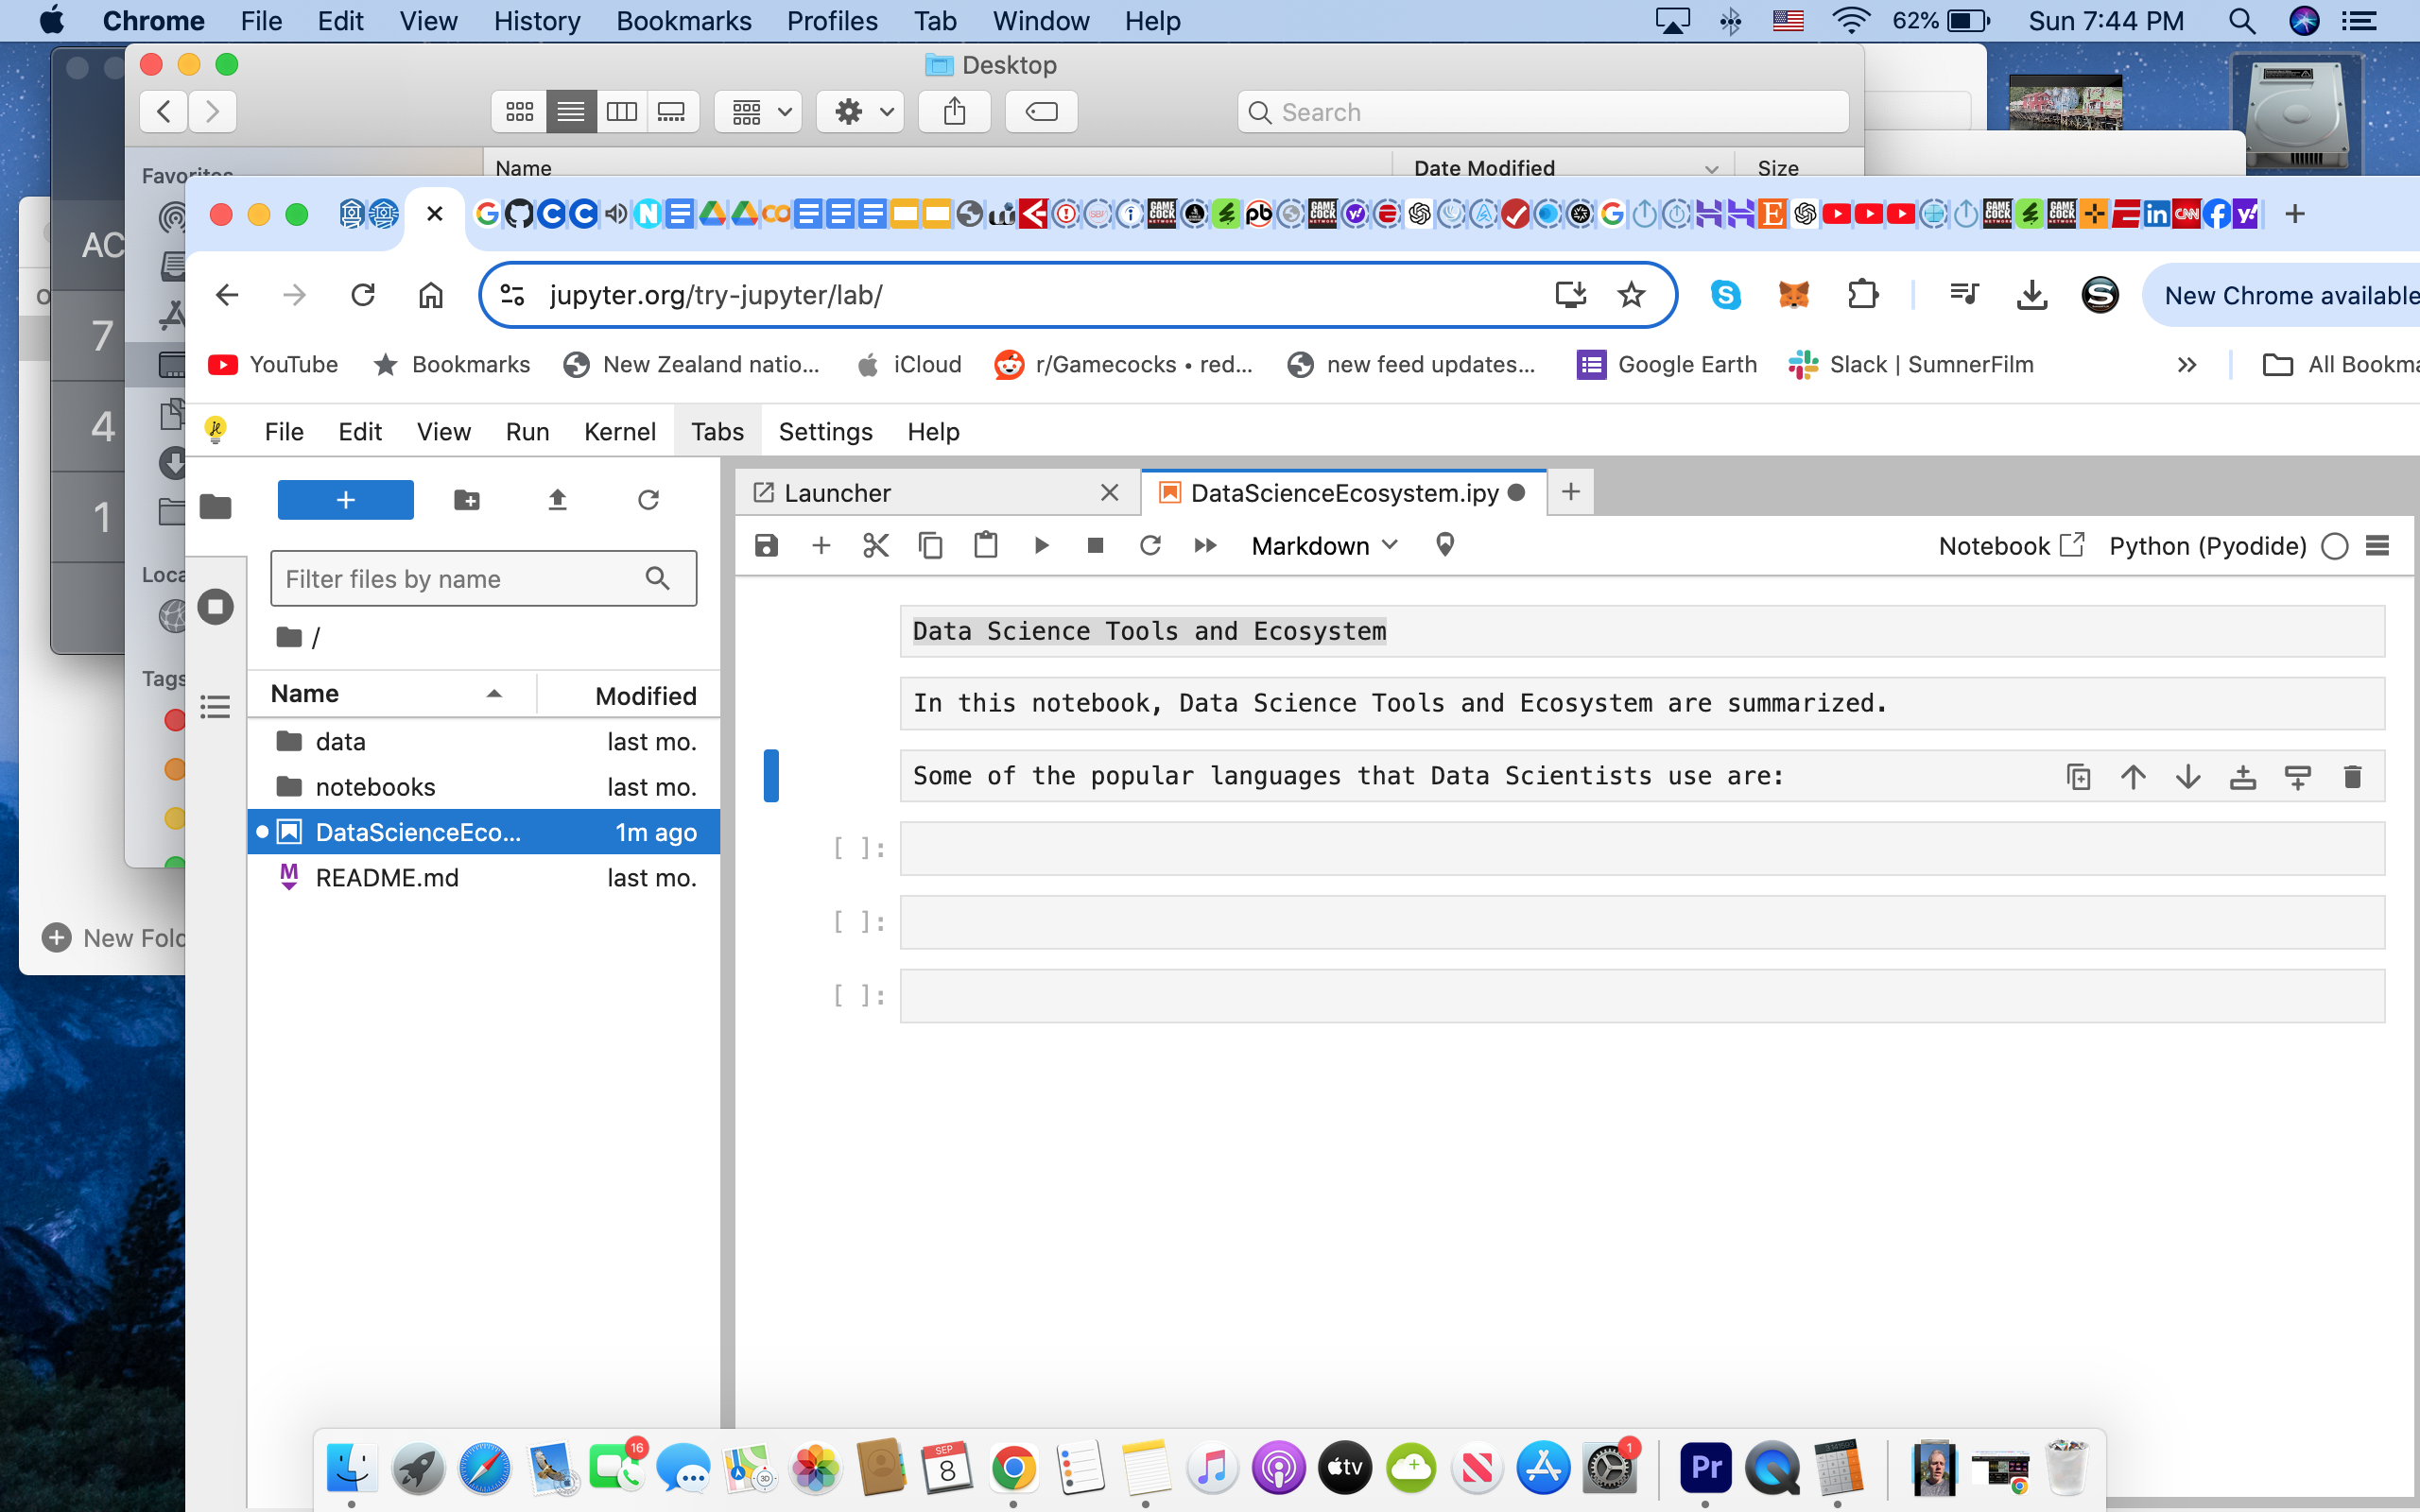 Chrome File Edit View History Bookmarks Profiles Tab Window Help 62% Sun 7:44 PM
Desktop
Search
Favorites Name Date Modified Size
AC
7
4
1
Loca
Tags
New Fold
jupyter.org/try-jupyter/lab/ New Chrome available
YouTube Bookmarks New Zealand natio... iCloud r/Gamecocks • red... new feed updates... Google Earth Slack | SumnerFilm All Bookma
File Edit View Run Kernel Tabs Settings Help
Filter files by name
/
Name Modified
data last mo.
notebooks last mo.
DataScienceEco... 1m ago
README.md last mo.
Launcher DataScienceEcosystem.ipy
Markdown Notebook Python (Pyodide)
Data Science Tools and Ecosystem
In this notebook, Data Science Tools and Ecosystem are summarized.
Some of the popular languages that Data Scientists use are:
[ ]:
[ ]:
[ ]:
16 SEP 8 tv 1 Pr